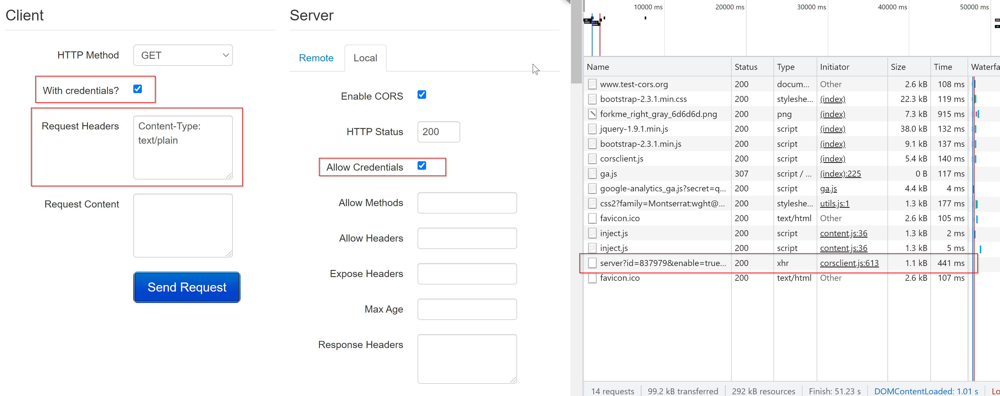 Client
HTTP Method GET
With credentials?
Request Headers Content-Type:
text/plain
Request Content
Send Request
Server
Remote Local
Enable CORS
HTTP Status 200
Allow Credentials
Allow Methods
Allow Headers
Expose Headers
Max Age
Response Headers
10000 ms 20000 ms 30000 ms 40000 ms 50000 ms
Name Status Type Initiator Size Time Waterfa
www.test-cors.org 200 docum... Other 2.6 kB 108 ms
bootstrap-2.3.1.min.css 200 styleshe... (index) 22.3 kB 119 ms
forkme_right_gray_6d6d6d.png 200 png (index) 7.3 kB 915 ms
jquery-1.9.1.min.js 200 script (index) 38.0 kB 132 ms
bootstrap-2.3.1.min.js 200 script (index) 9.1 kB 137 ms
corsclient.js 200 script (index) 5.4 kB 140 ms
ga.js 307 script / ... (index):225 0 B 117 ms
google-analytics_ga.js?secret=q... 200 script ga.js 4.4 kB 4 ms
css2?family=Montserrat:wght@... 200 styleshe... utils.js:1 1.3 kB 177 ms
favicon.ico 200 text/html Other 2.6 kB 105 ms
inject.js 200 script content.js:36 1.3 kB 2 ms
inject.js 200 script content.js:36 1.3 kB 5 ms
server?id=837979&enable=true... 200 xhr corsclient.js:613 1.1 kB 441 ms
favicon.ico 200 text/html Other 2.6 kB 107 ms
14 requests 99.2 kB transferred 292 kB resources Finish: 51.23 s DOMContentLoaded: 1.01 s Lo